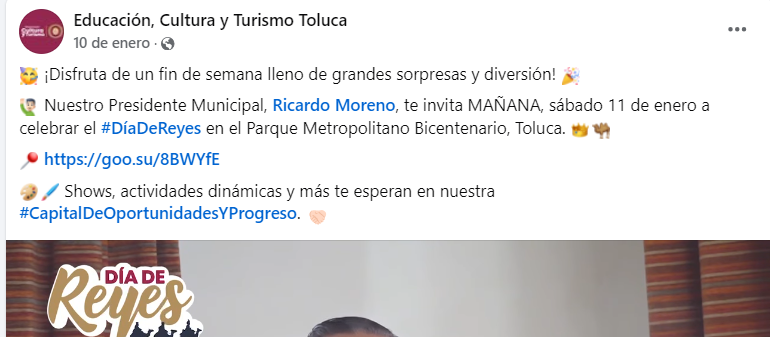 Educación, Cultura y Turismo Toluca
10 de enero ·
🥳 ¡Disfruta de un fin de semana lleno de grandes sorpresas y diversión! 🎉
🙋🏻‍♂️ Nuestro Presidente Municipal, Ricardo Moreno, te invita MAÑANA, sábado 11 de enero a
celebrar el #DíaDeReyes en el Parque Metropolitano Bicentenario, Toluca. 👑🐫
📍 https://goo.su/8BWYfE
🎨🖌️ Shows, actividades dinámicas y más te esperan en nuestra
#CapitalDeOportunidadesYProgreso. 🤝🏻
DÍA DE
Reyes